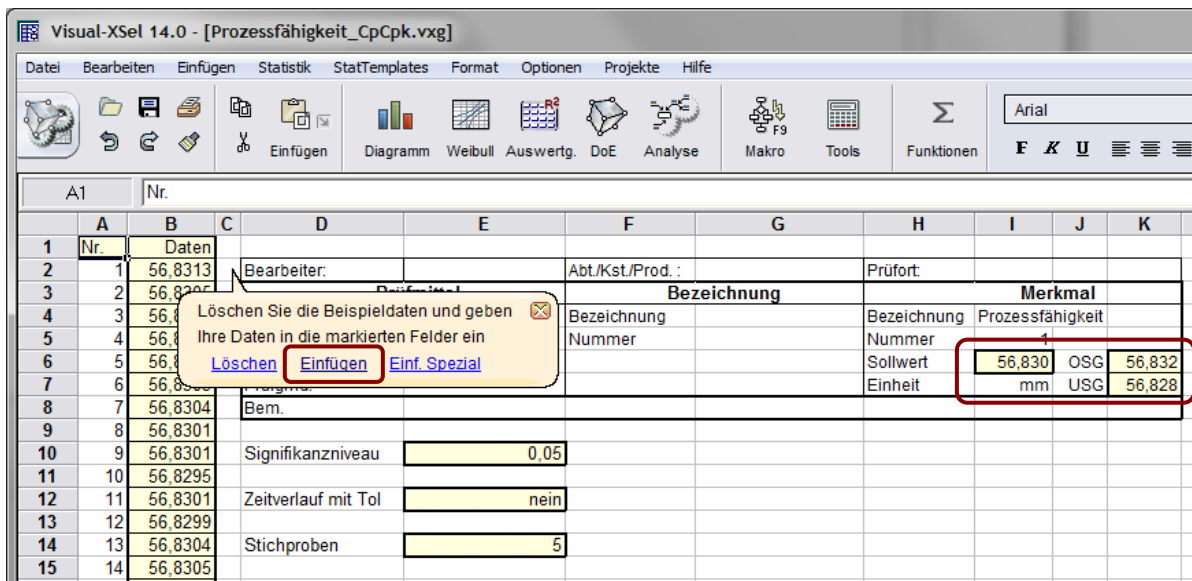 Visual-XSel 14.0 - [Prozessfähigkeit_CpCpk.vxg]
Datei Bearbeiten Einfügen Statistik StatTemplates Format Optionen Projekte Hilfe
R²
F9
Σ
Arial
Einfügen Diagramm Weibull Auswertg. DoE Analyse Makro Tools Funktionen F K U
A1 Nr.
A B C D E F G H I J K
1 Nr. Daten
2 1 56,8313 Bearbeiter: Abt./Kst./Prod. : Prüfort:
3 2 Bezeichnung Merkmal
4 3 Bezeichnung Bezeichnung Prozessfähigkeit
5 4 Nummer Nummer 1
6 5 Sollwert 56,830 OSG 56,832
7 6 Einheit mm USG 56,828
Löschen Sie die Beispieldaten und geben
Ihre Daten in die markierten Felder ein
Löschen Einfügen Einf. Spezial
8 7 56,8304 Bem.
9 8 56,8301
10 9 56,8301 Signifikanzniveau 0,05
11 10 56,8295
12 11 56,8301 Zeitverlauf mit Tol nein
13 12 56,8299
14 13 56,8304 Stichproben 5
15 14 56,8305